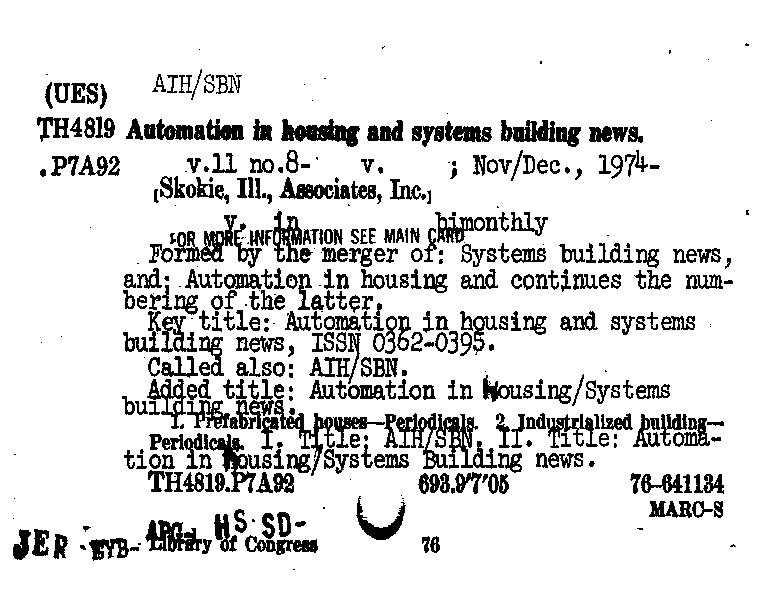 (UES) AIH/SBN
TH4819 Automation in housing and systems building news.
.P7A92 v.11 no.8- v. ; Nov/Dec., 1974-
[Skokie, Ill., Associates, Inc.]
v. in bimonthly
FOR MORE INFORMATION SEE MAIN CARD
Formed by the merger of: Systems building news,
and: Automation in housing and continues the num-
bering of the latter.
Key title: Automation in housing and systems
building news, ISSN 0362-0395.
Called also: AIH/SBN.
Added title: Automation in Housing/Systems
building news.
1. Prefabricated houses—Periodicals. 2. Industrialized building—
Periodicals. I. Title: AIH/SBN. II. Title: Automa-
tion in Housing/Systems Building news.
TH4819.P7A92 693.9'7'05 76-641134
MARC-S
HS SD-
JER Library of Congress 76